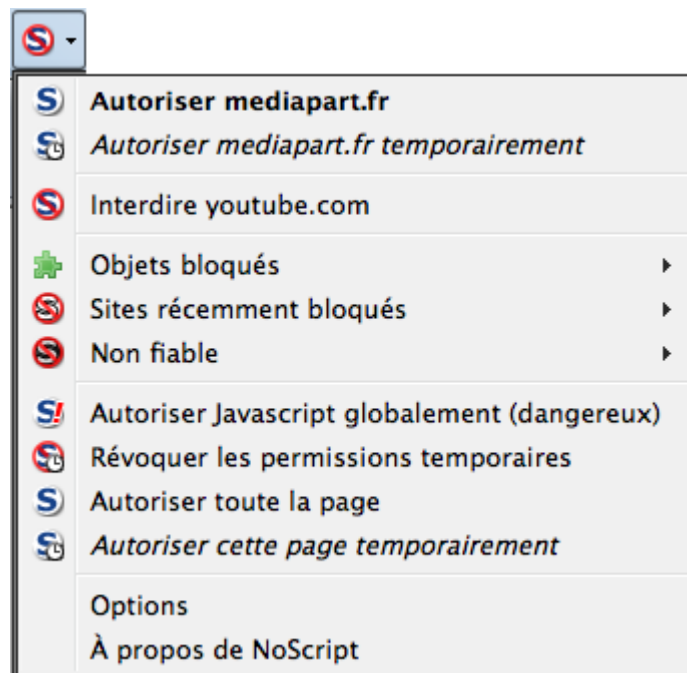 Autoriser mediapart.fr
Autoriser mediapart.fr temporairement
Interdire youtube.com
Objets bloqués
Sites récemment bloqués
Non fiable
Autoriser Javascript globalement (dangereux)
Révoquer les permissions temporaires
Autoriser toute la page
Autoriser cette page temporairement
Options
À propos de NoScript